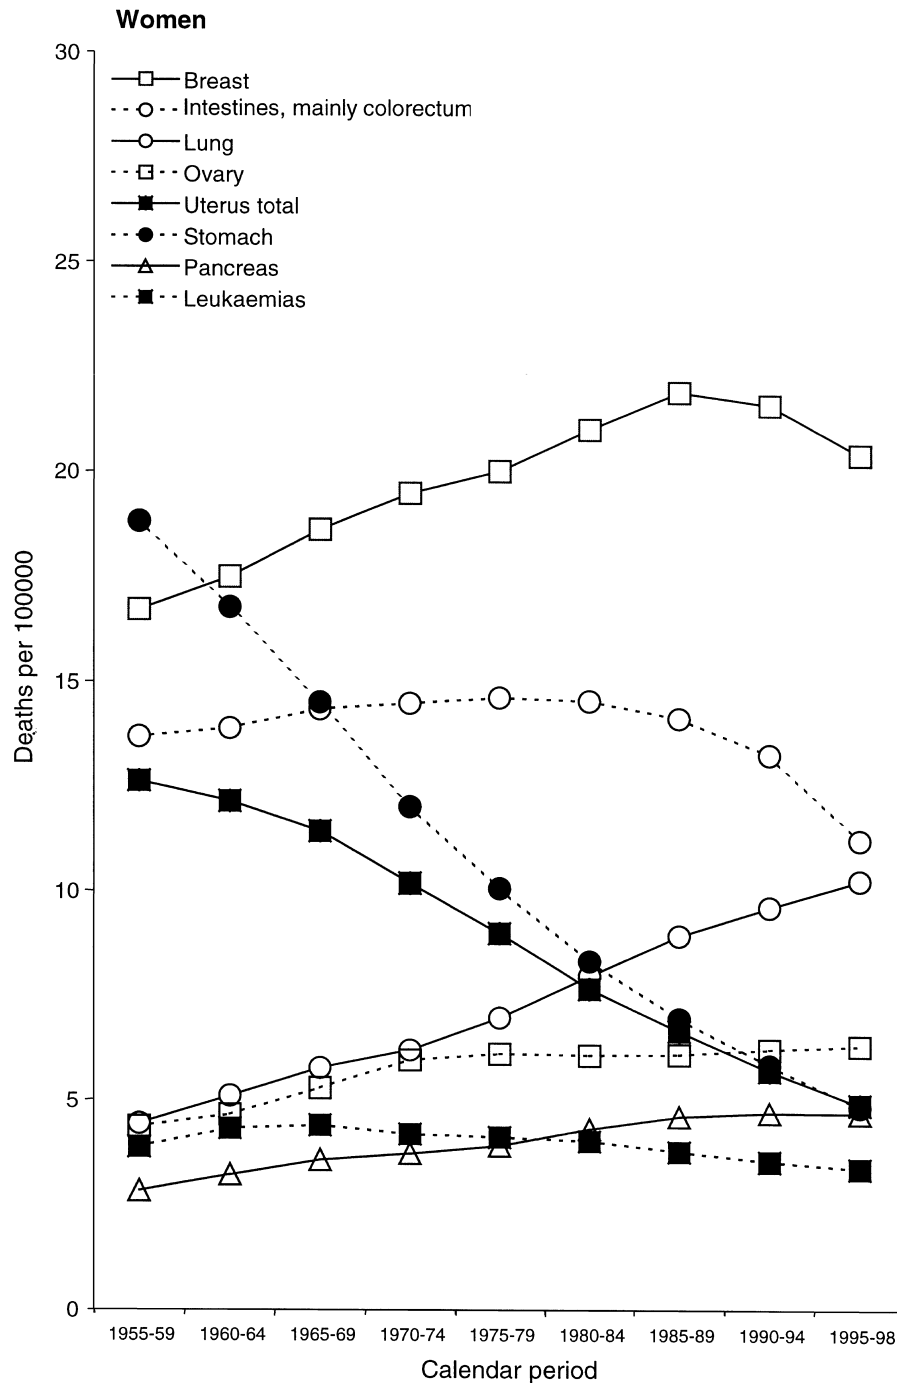 Women
30
Breast
Intestines, mainly colorectum
Lung
Ovary
Uterus total
Stomach
Pancreas
Leukaemias
25
20
15
10
5
0
Deaths per 100000
1955-59 1960-64 1965-69 1970-74 1975-79 1980-84 1985-89 1990-94 1995-98
Calendar period